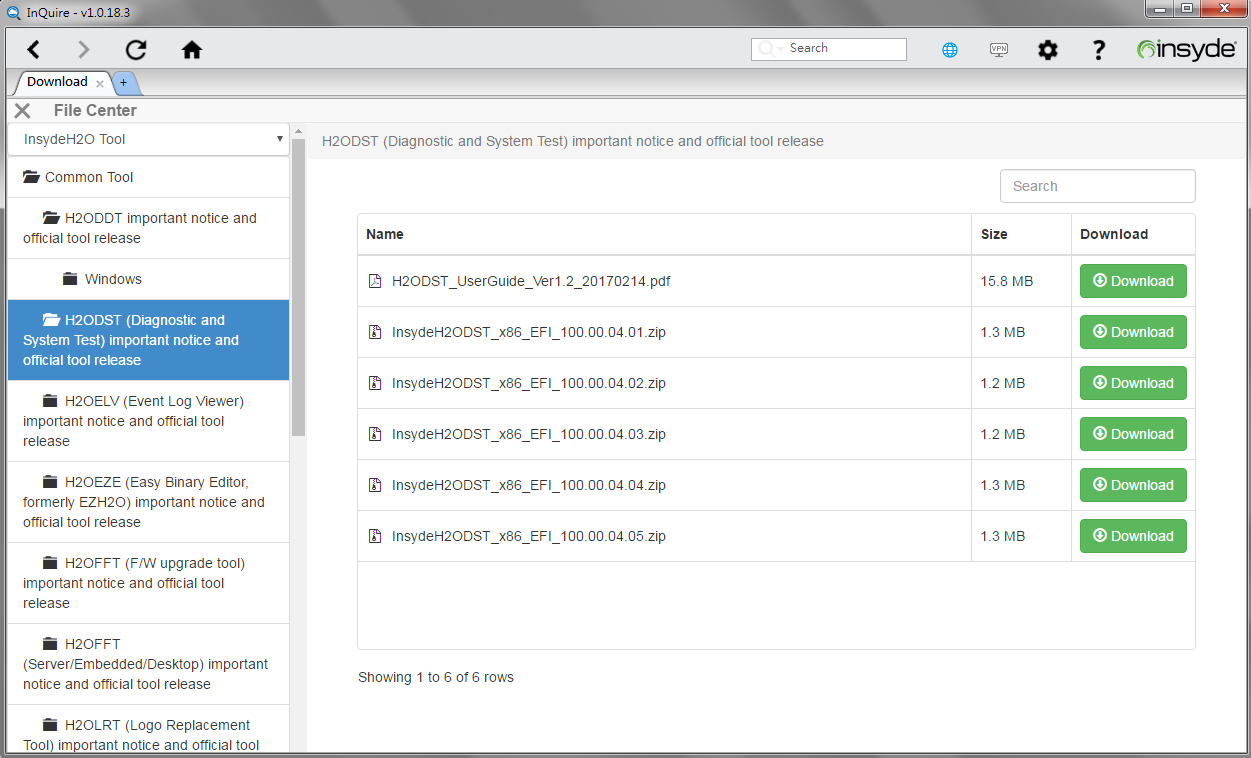 InQuire - v1.0.18.3
Search
VPN
insyde
Download
+
File Center
InsydeH2O Tool
H2ODST (Diagnostic and System Test) important notice and official tool release
Common Tool
H2ODDT important notice and
official tool release
Windows
H2ODST (Diagnostic and
System Test) important notice and
official tool release
H2OELV (Event Log Viewer)
important notice and official tool
release
H2OEZE (Easy Binary Editor,
formerly EZH2O) important notice and
official tool release
H2OFFT (F/W upgrade tool)
important notice and official tool
release
H2OFFT
(Server/Embedded/Desktop) important
notice and official tool release
H2OLRT (Logo Replacement
Tool) important notice and official tool
Search
Name Size Download
H2ODST_UserGuide_Ver1.2_20170214.pdf 15.8 MB Download
InsydeH2ODST_x86_EFI_100.00.04.01.zip 1.3 MB Download
InsydeH2ODST_x86_EFI_100.00.04.02.zip 1.2 MB Download
InsydeH2ODST_x86_EFI_100.00.04.03.zip 1.2 MB Download
InsydeH2ODST_x86_EFI_100.00.04.04.zip 1.3 MB Download
InsydeH2ODST_x86_EFI_100.00.04.05.zip 1.3 MB Download
Showing 1 to 6 of 6 rows